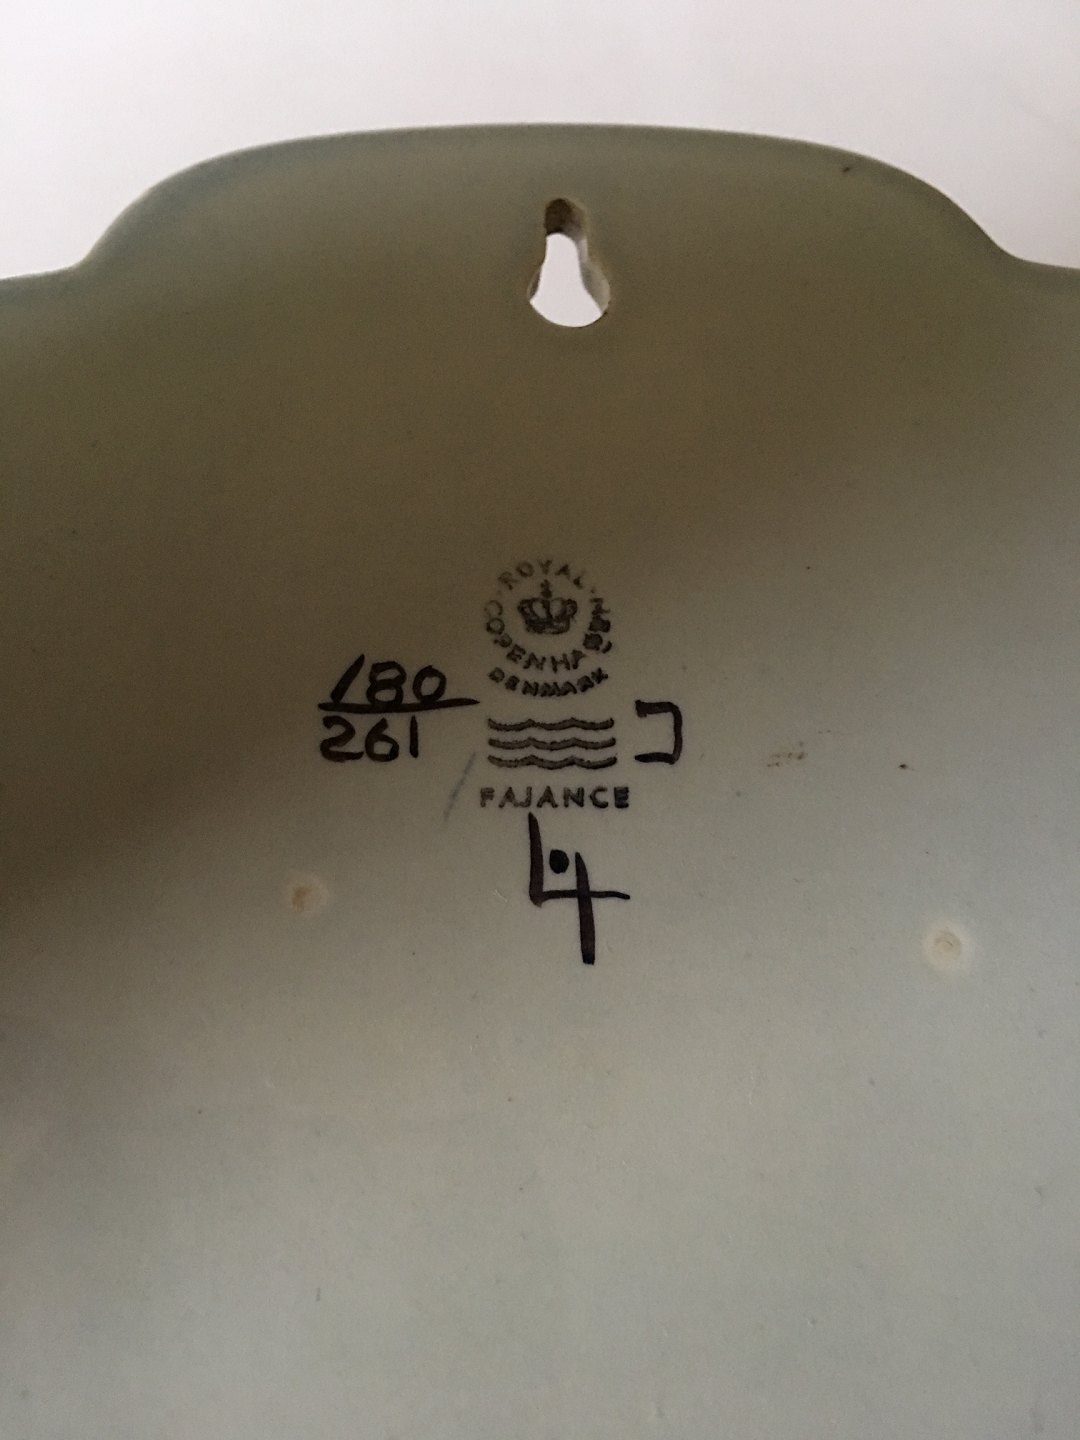 ROYAL COPENHAGEN
DENMARK
180
261
FAJANCE